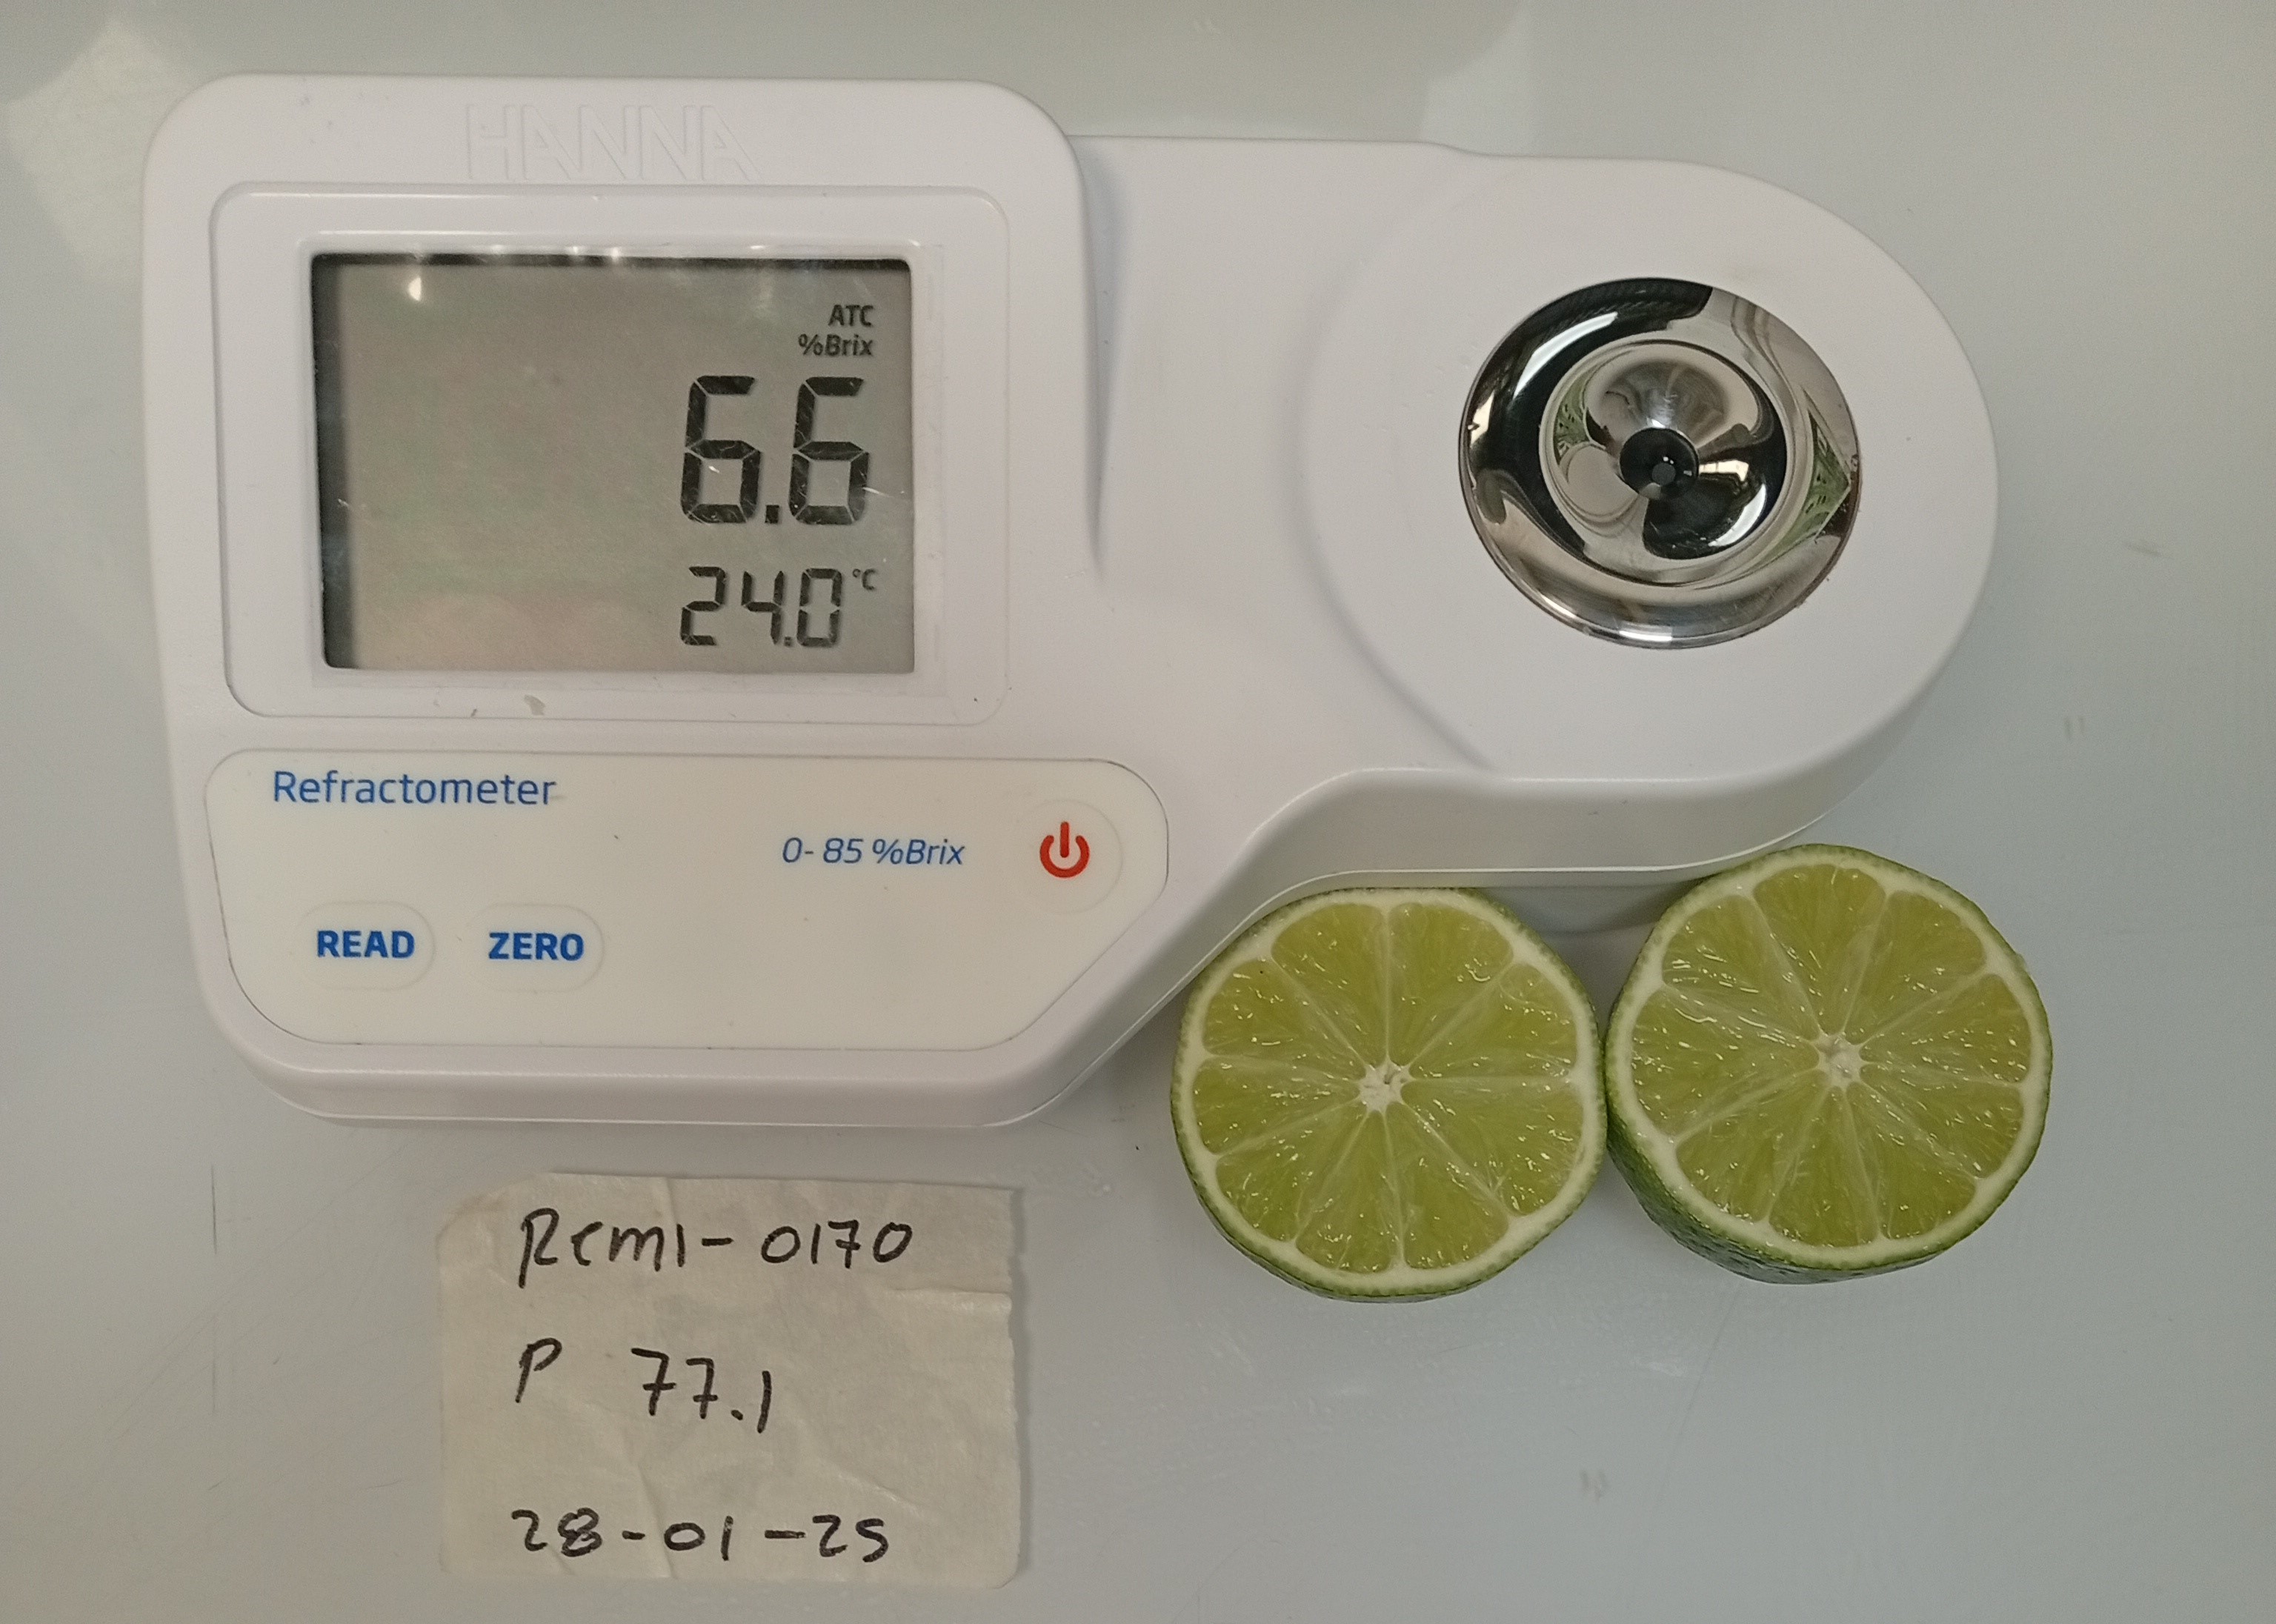 HANNA
ATC
%Brix
6.6
24.0 °C
Refractometer
0-85 %Brix
READ ZERO
Remi-0170
P 77.1
28-01-25